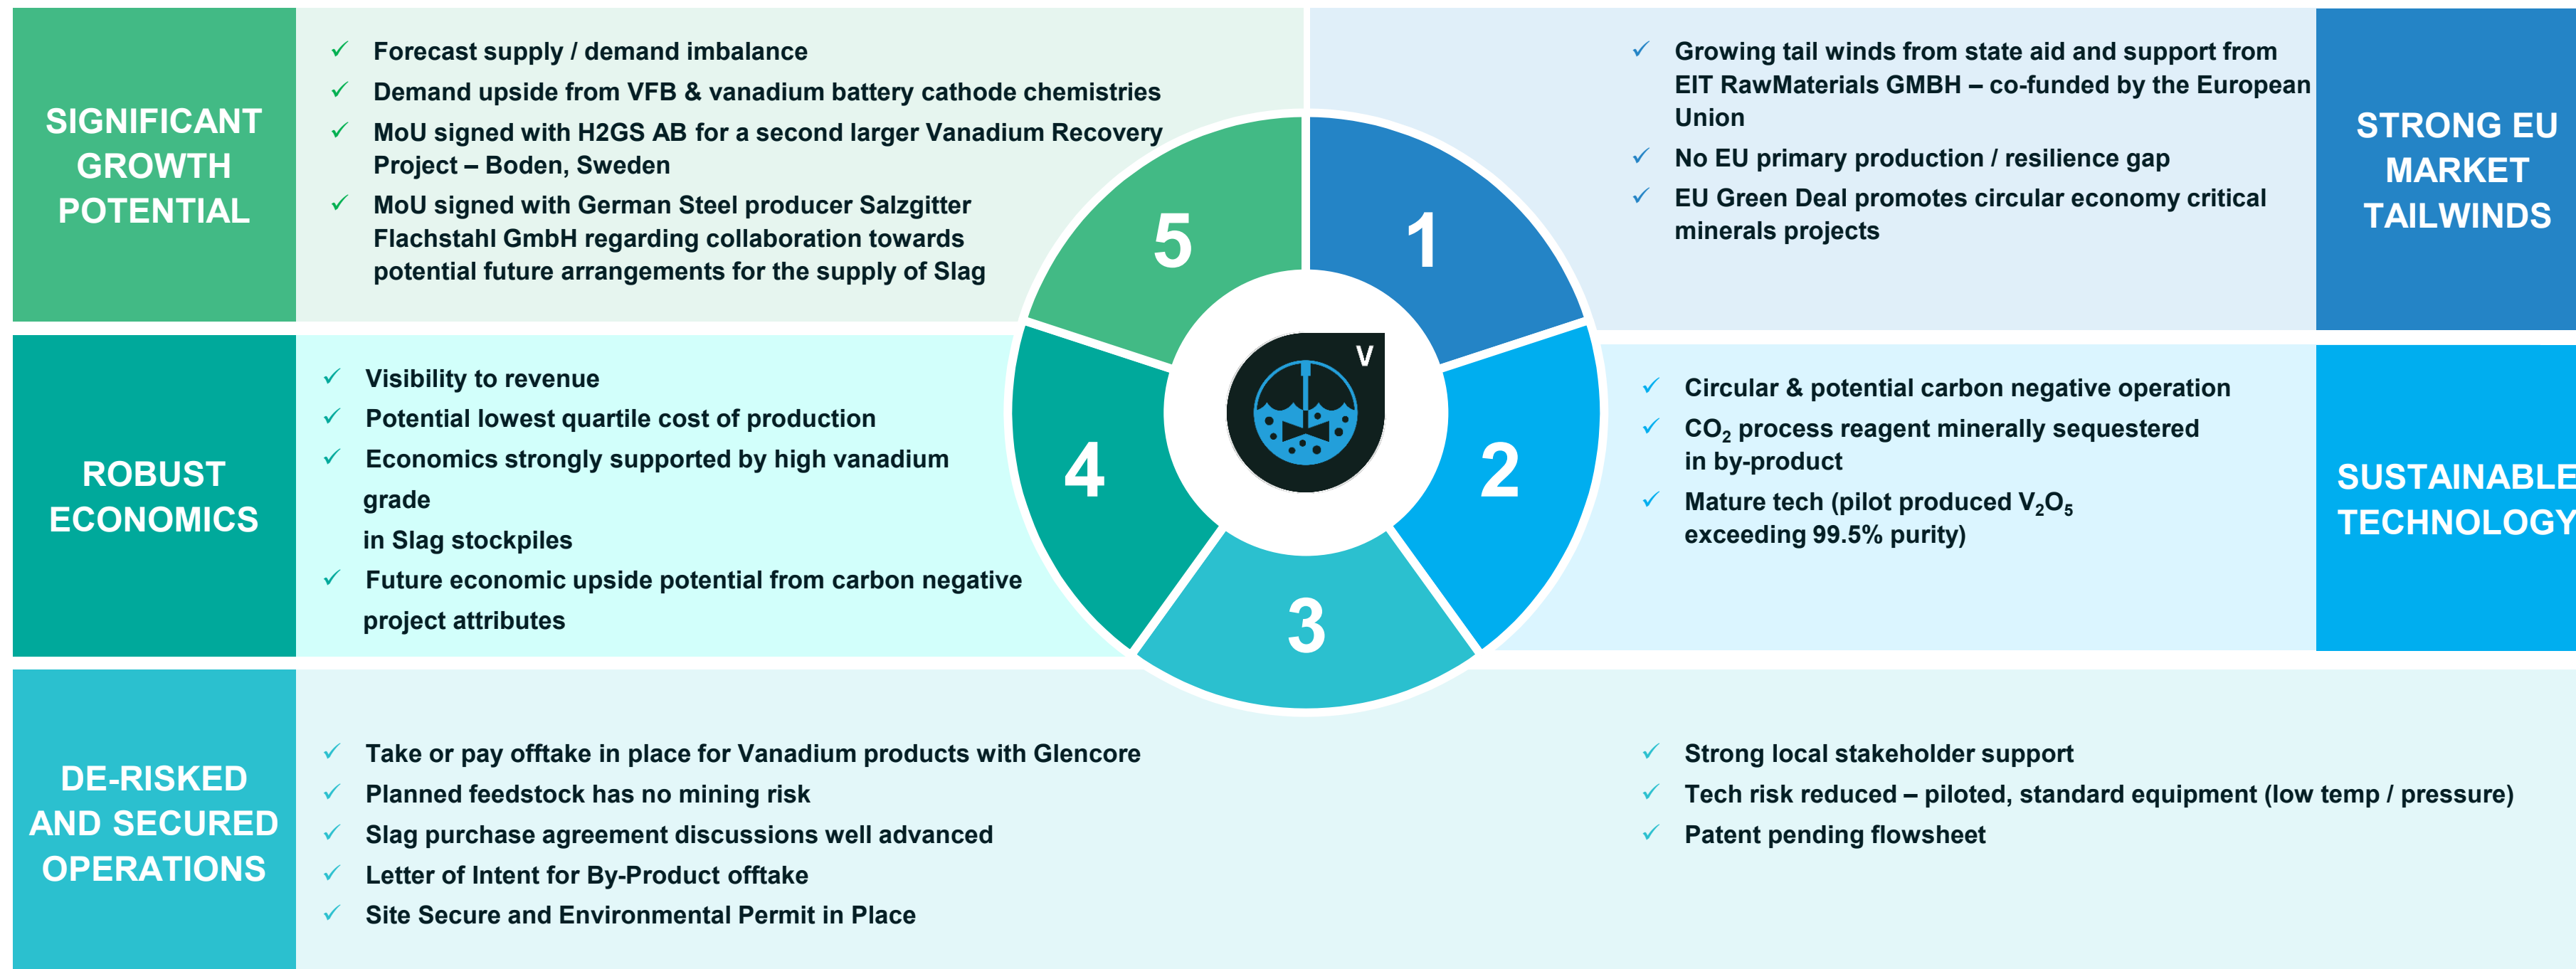 SIGNIFICANT
GROWTH
POTENTIAL
✓ Forecast supply / demand imbalance
✓ Demand upside from VFB & vanadium battery cathode chemistries
✓ MoU signed with H2GS AB for a second larger Vanadium Recovery
Project – Boden, Sweden
✓ MoU signed with German Steel producer Salzgitter
Flachstahl GmbH regarding collaboration towards
potential future arrangements for the supply of Slag
5
1
✓ Growing tail winds from state aid and support from
EIT RawMaterials GMBH – co-funded by the European
Union
✓ No EU primary production / resilience gap
✓ EU Green Deal promotes circular economy critical
minerals projects
STRONG EU
MARKET
TAILWINDS
ROBUST
ECONOMICS
✓ Visibility to revenue
✓ Potential lowest quartile cost of production
✓ Economics strongly supported by high vanadium
grade
in Slag stockpiles
✓ Future economic upside potential from carbon negative
project attributes
4
V
2
✓ Circular & potential carbon negative operation
✓ CO₂ process reagent minerally sequestered
in by-product
✓ Mature tech (pilot produced V₂O₅
exceeding 99.5% purity)
SUSTAINABLE
TECHNOLOGY
3
DE-RISKED
AND SECURED
OPERATIONS
✓ Take or pay offtake in place for Vanadium products with Glencore
✓ Planned feedstock has no mining risk
✓ Slag purchase agreement discussions well advanced
✓ Letter of Intent for By-Product offtake
✓ Site Secure and Environmental Permit in Place
✓ Strong local stakeholder support
✓ Tech risk reduced – piloted, standard equipment (low temp / pressure)
✓ Patent pending flowsheet